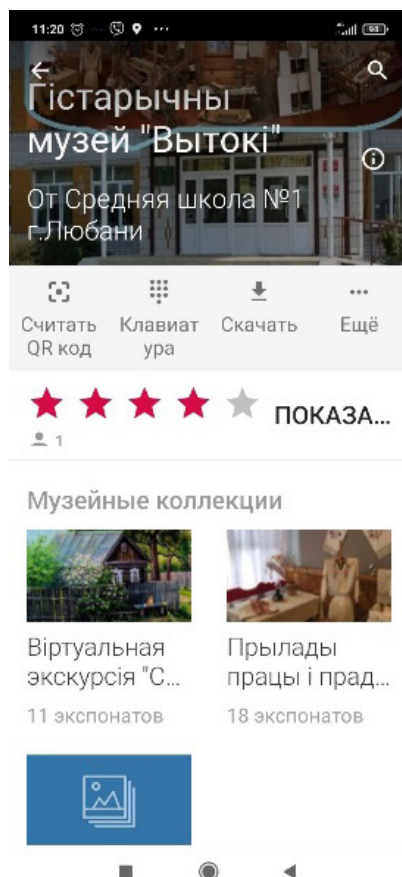 11:20
93
Гістарычны
музей "Вытокі"
От Средняя школа №1
г.Любани
Считать
QR код
Клавиат
ура
Скачать
Ещё
ПОКАЗА...
1
Музейные коллекции
Віртуальная
экскурсія "С...
11 экспонатов
Прылады
працы і прад...
18 экспонатов